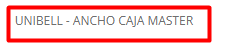 UNIBELL - ANCHO CAJA MASTER